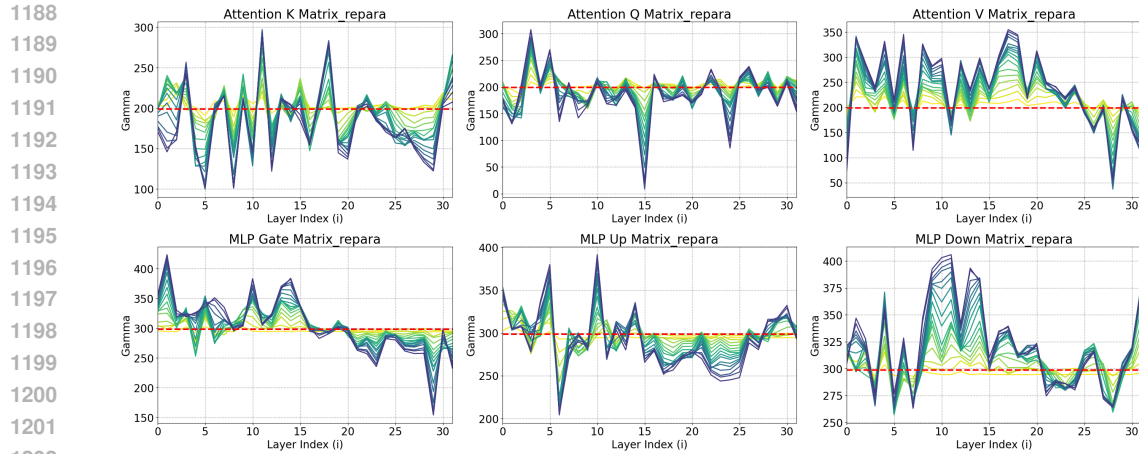 1188
1189
1190
1191
1192
1193
1194
1195
1196
1197
1198
1199
1200
1201
Attention K Matrix_repara
300
250
200
150
100
Gamma
0 5 10 15 20 25 30
Layer Index (i)
Attention Q Matrix_repara
300
250
200
150
100
50
0
Gamma
0 5 10 15 20 25 30
Layer Index (i)
Attention V Matrix_repara
350
300
250
200
150
100
50
Gamma
0 5 10 15 20 25 30
Layer Index (i)
MLP Gate Matrix_repara
400
350
300
250
200
150
Gamma
0 5 10 15 20 25 30
Layer Index (i)
MLP Up Matrix_repara
400
350
300
250
200
Gamma
0 5 10 15 20 25 30
Layer Index (i)
MLP Down Matrix_repara
400
375
350
325
300
275
250
Gamma
0 5 10 15 20 25 30
Layer Index (i)